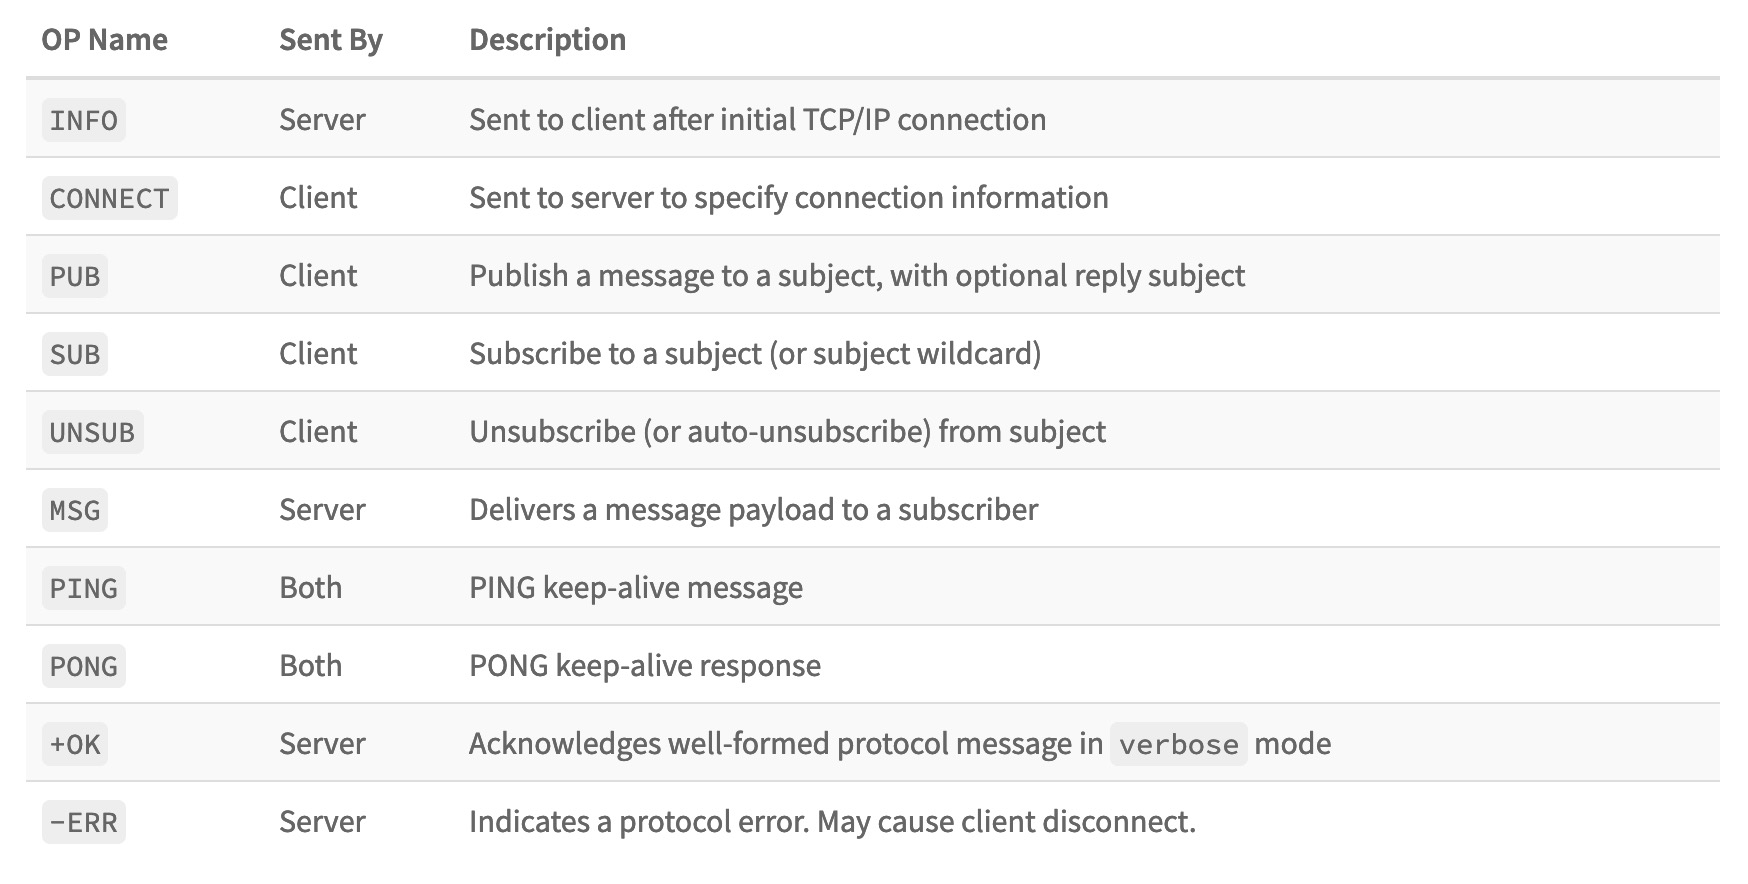 OP Name Sent By Description
INFO Server Sent to client after initial TCP/IP connection
CONNECT Client Sent to server to specify connection information
PUB Client Publish a message to a subject, with optional reply subject
SUB Client Subscribe to a subject (or subject wildcard)
UNSUB Client Unsubscribe (or auto-unsubscribe) from subject
MSG Server Delivers a message payload to a subscriber
PING Both PING keep-alive message
PONG Both PONG keep-alive response
+OK Server Acknowledges well-formed protocol message in verbose mode
-ERR Server Indicates a protocol error. May cause client disconnect.